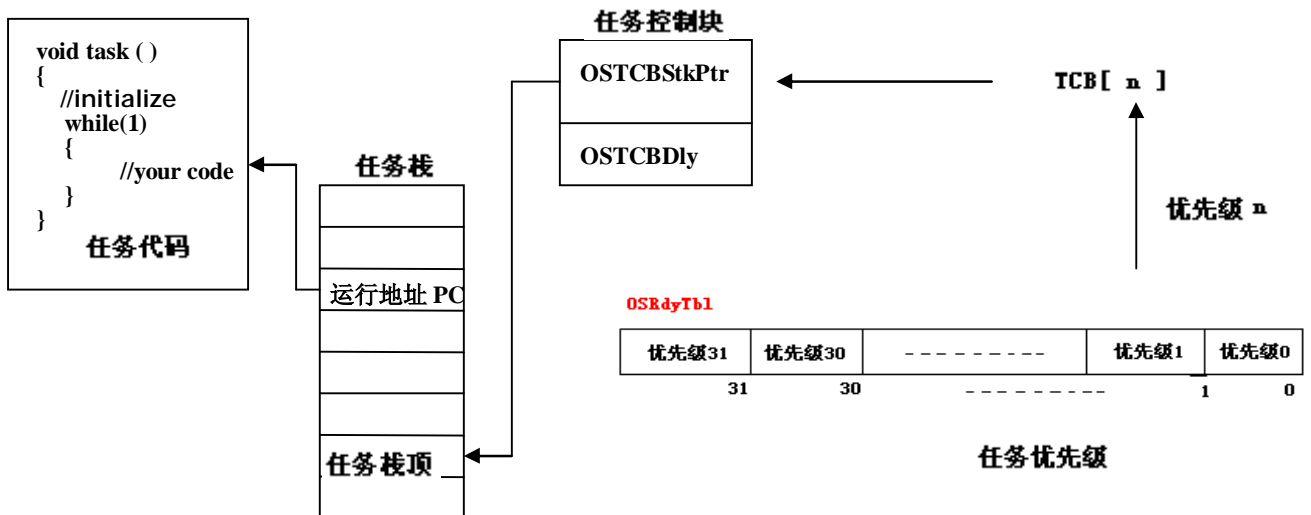 void task ( )
{
//initialize
while(1)
{
//your code
}
}
任务代码
任务栈
运行地址 PC
任务栈顶
任务控制块
OSTCBStkPtr
OSTCBDly
TCB[ n ]
优先级 n
OSRdyTbl
优先级31 优先级30 --------- 优先级1 优先级0
31 30 --------- 1 0
任务优先级